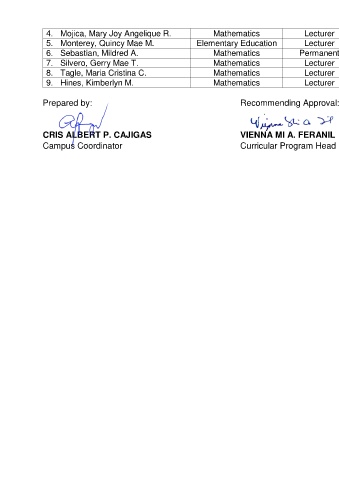 4. Mojica, Mary Joy Angelique R. Mathematics Lecturer
5. Monterey, Quincy Mae M. Elementary Education Lecturer
6. Sebastian, Mildred A. Mathematics Permanent
7. Silvero, Gerry Mae T. Mathematics Lecturer
8. Tagle, Maria Cristina C. Mathematics Lecturer
9. Hines, Kimberlyn M. Mathematics Lecturer
Prepared by: Recommending Approval:
CRIS ALBERT P. CAJIGAS VIENNA MI A. FERANIL
Campus Coordinator Curricular Program Head